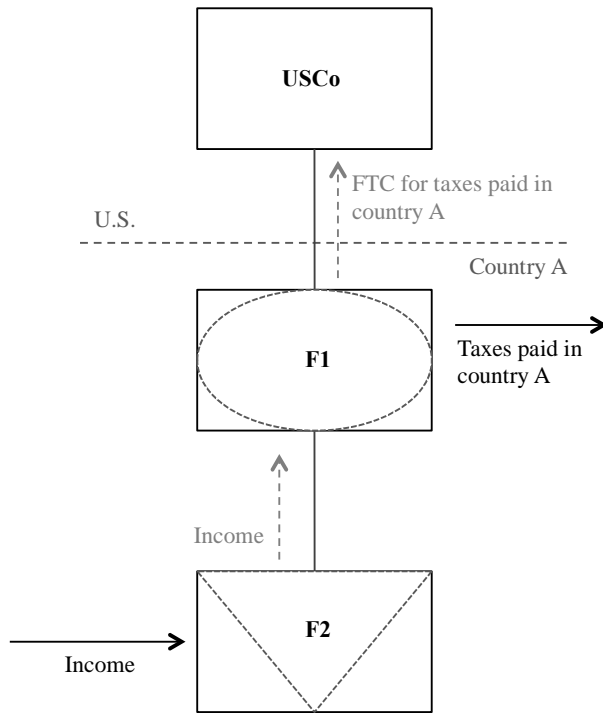 USCo
FTC for taxes paid in
country A
U.S.
Country A
F1
Taxes paid in
country A
Income
F2
Income